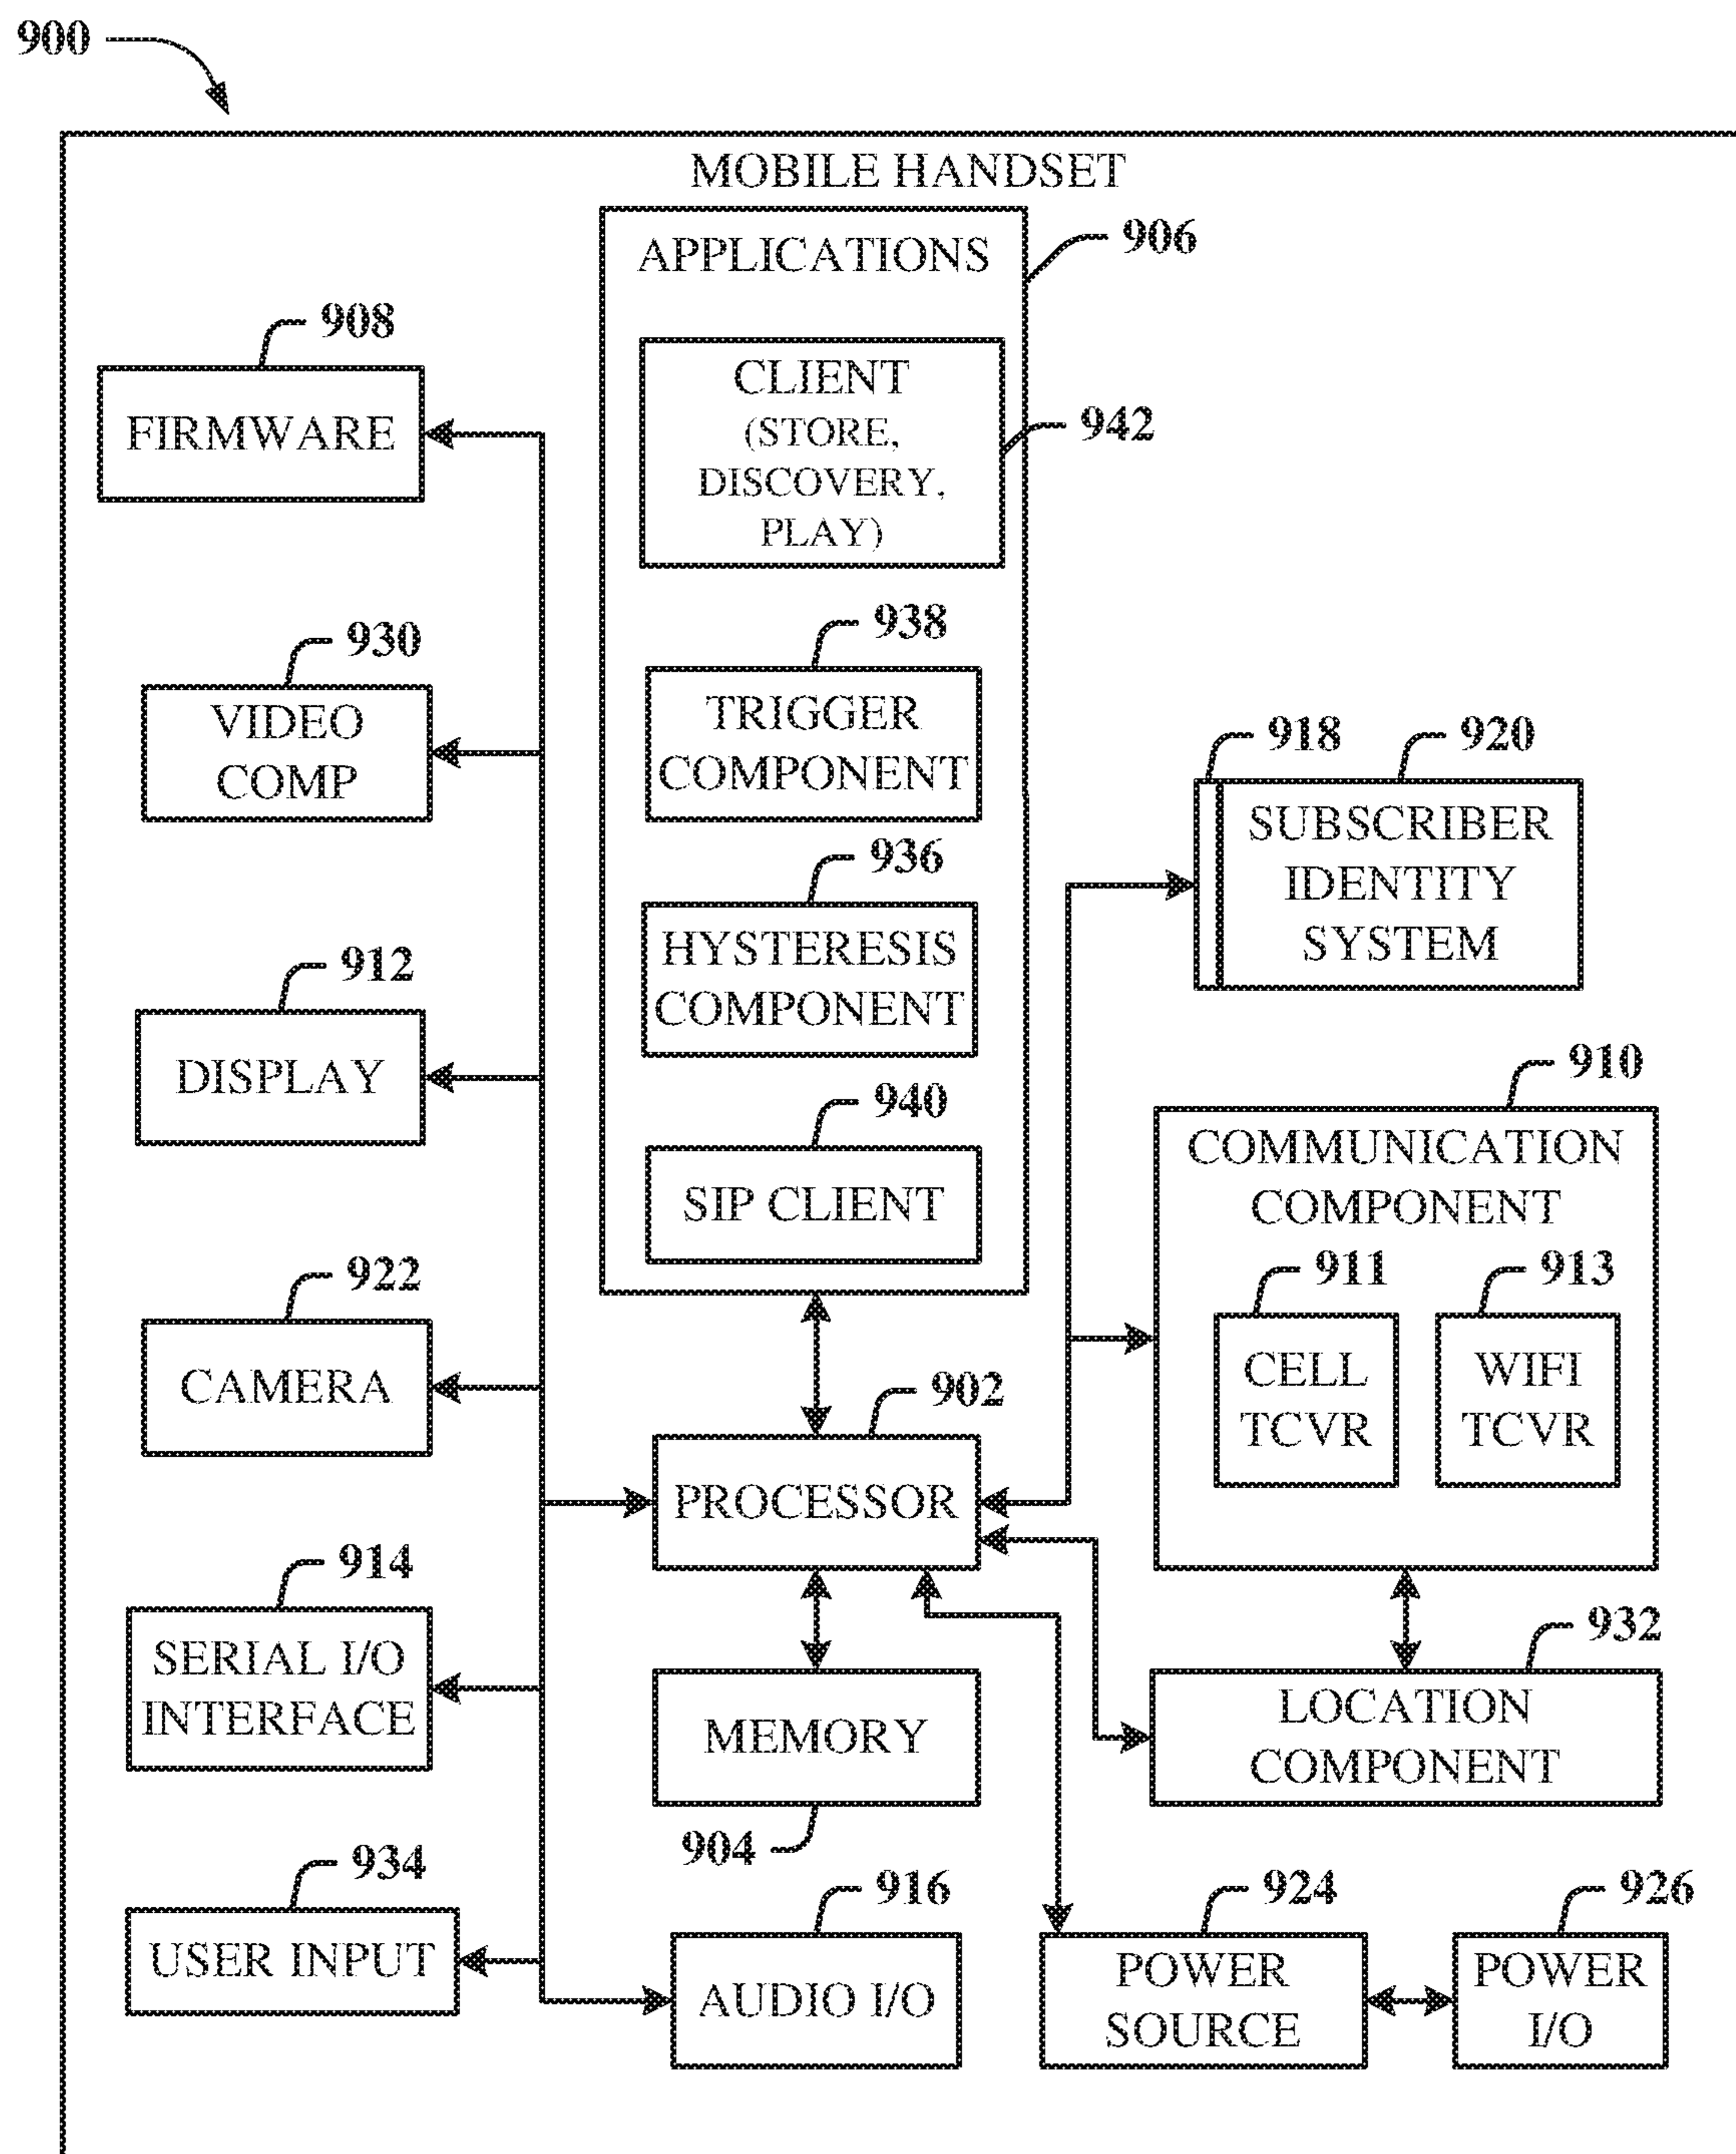 900
MOBILE HANDSET
APPLICATIONS
906
CLIENT
(STORE,
DISCOVERY,
PLAY)
942
908
FIRMWARE
938
TRIGGER
COMPONENT
930
VIDEO
COMP
936
HYSTERESIS
COMPONENT
918
920
SUBSCRIBER
IDENTITY
SYSTEM
912
DISPLAY
940
SIP CLIENT
910
COMMUNICATION
COMPONENT
911
CELL
TCVR
913
WIFI
TCVR
922
CAMERA
902
PROCESSOR
914
SERIAL I/O
INTERFACE
MEMORY
904
932
LOCATION
COMPONENT
934
USER INPUT
916
AUDIO I/O
924
POWER
SOURCE
926
POWER
I/O